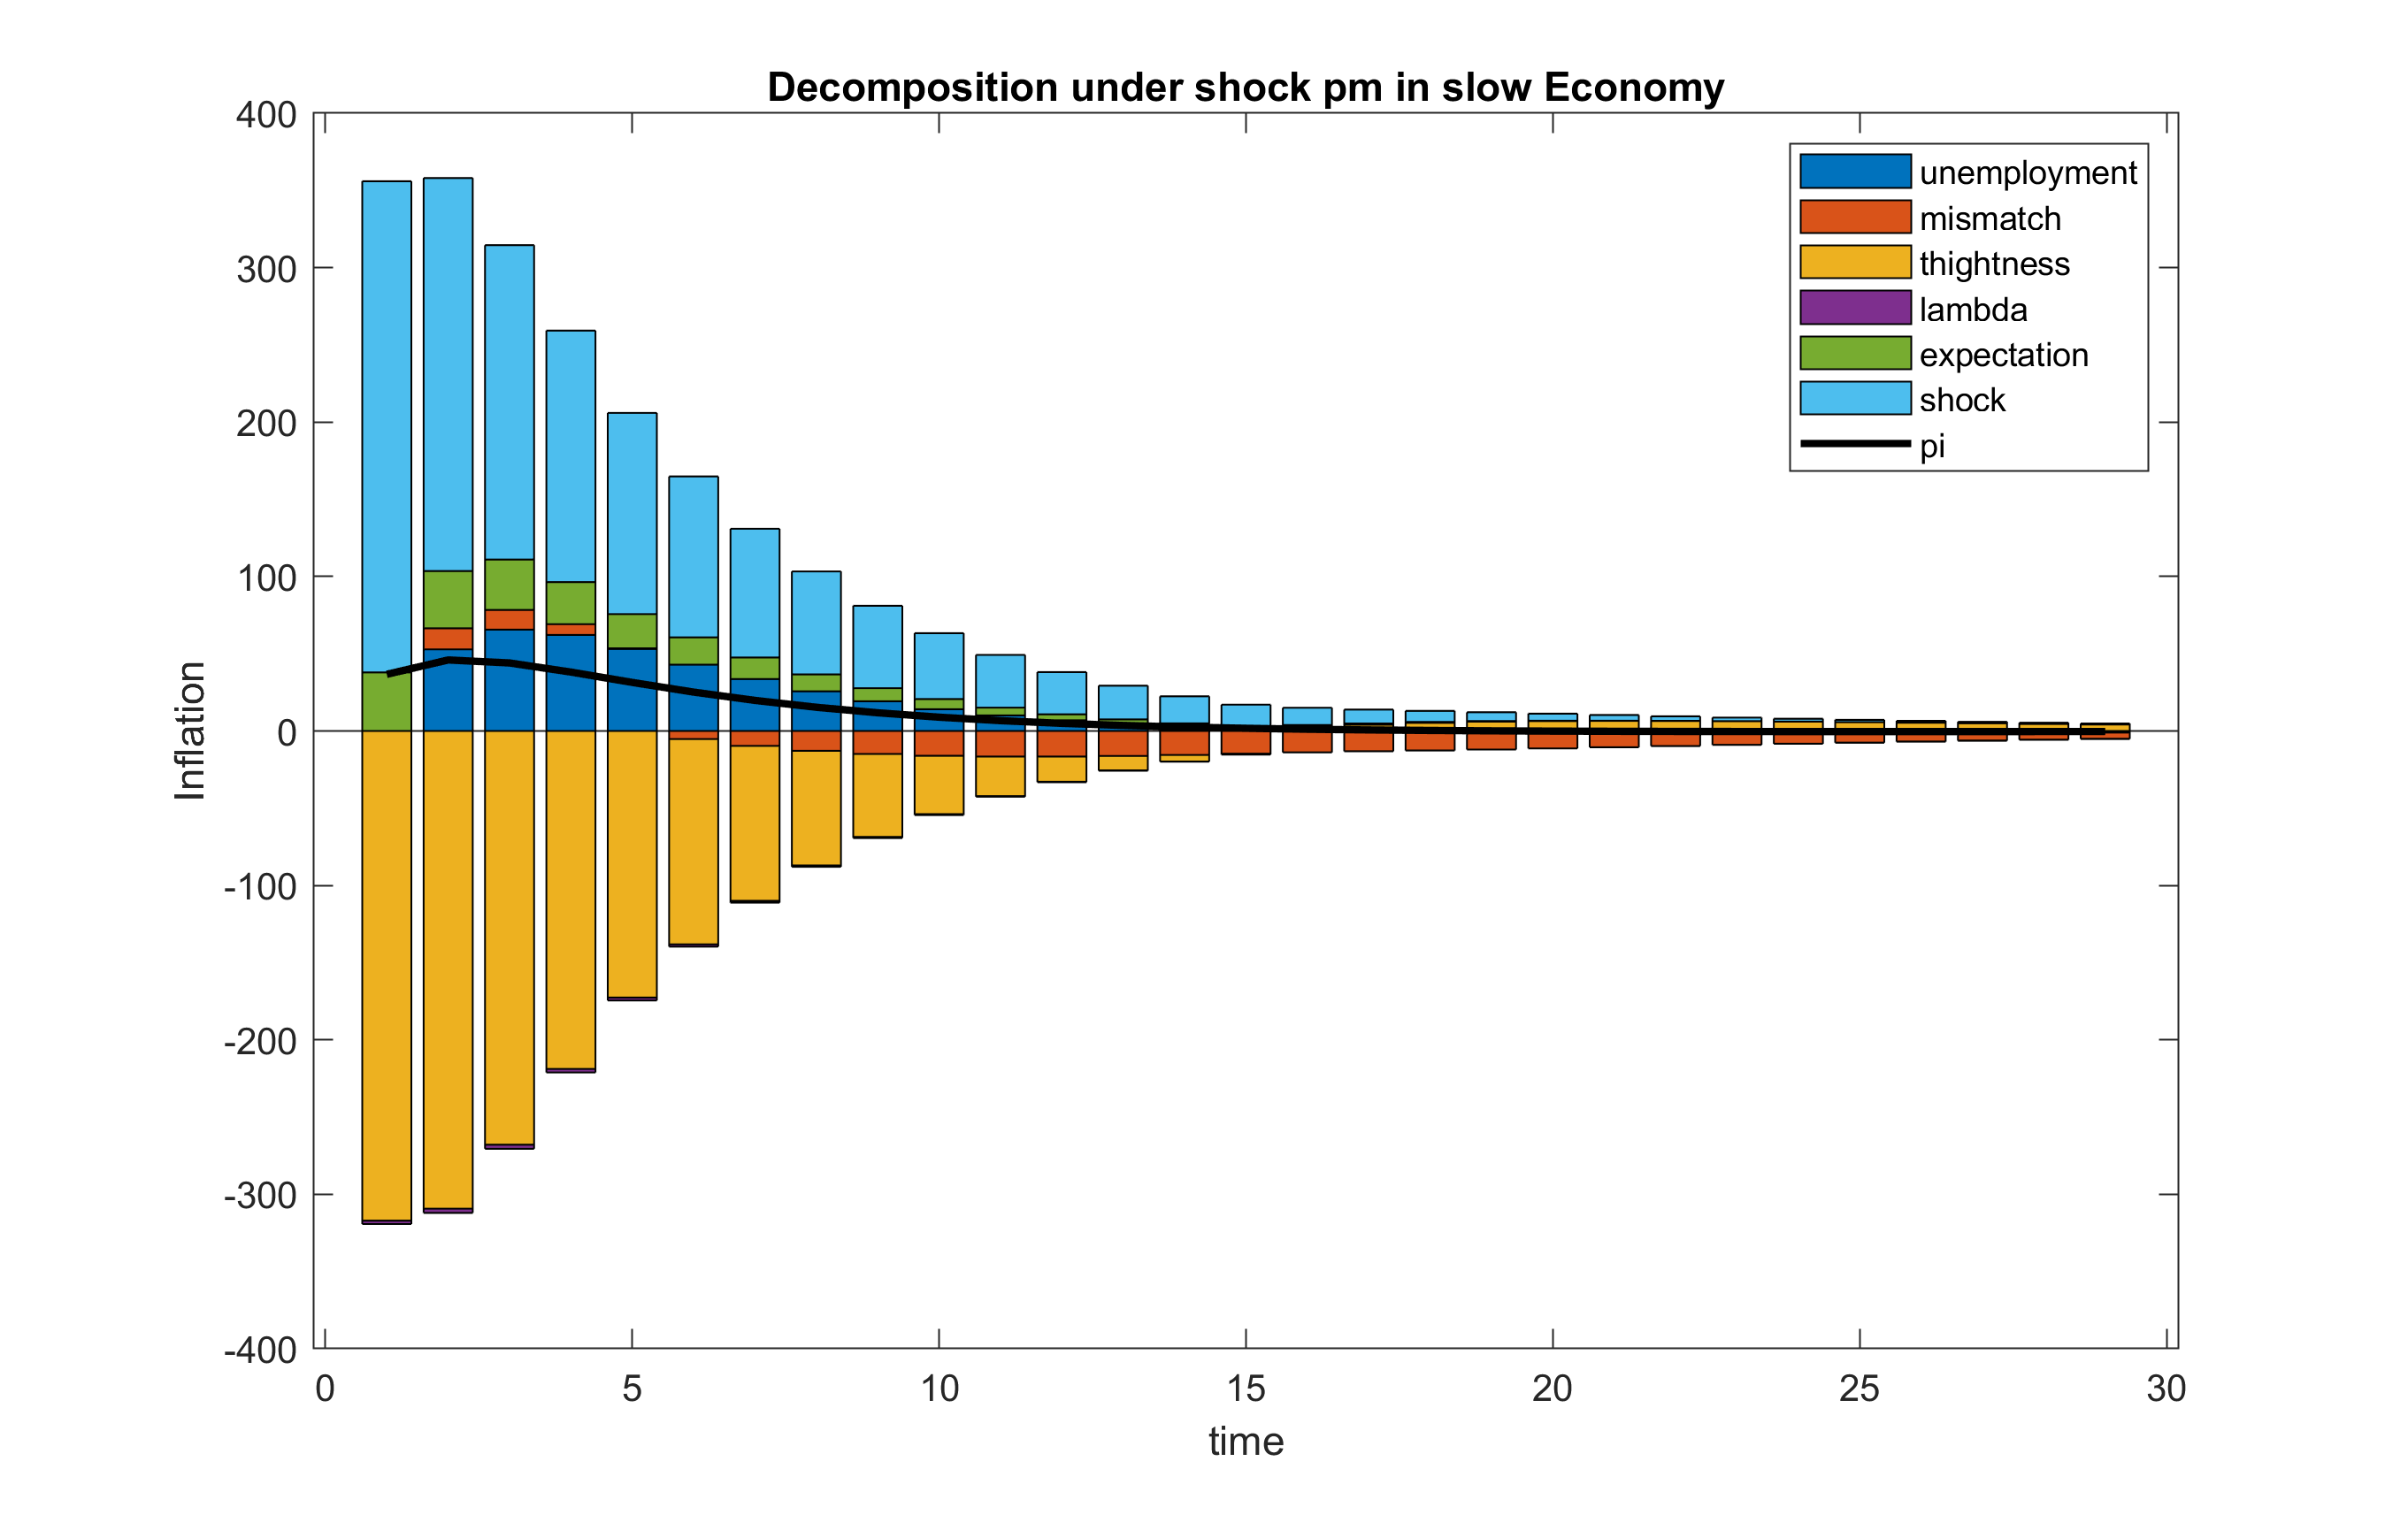 Decomposition under shock pm in slow Economy
400
300
200
100
0
-100
-200
-300
-400
Inflation
unemployment
mismatch
thightness
lambda
expectation
shock
pi
0 5 10 15 20 25 30
time